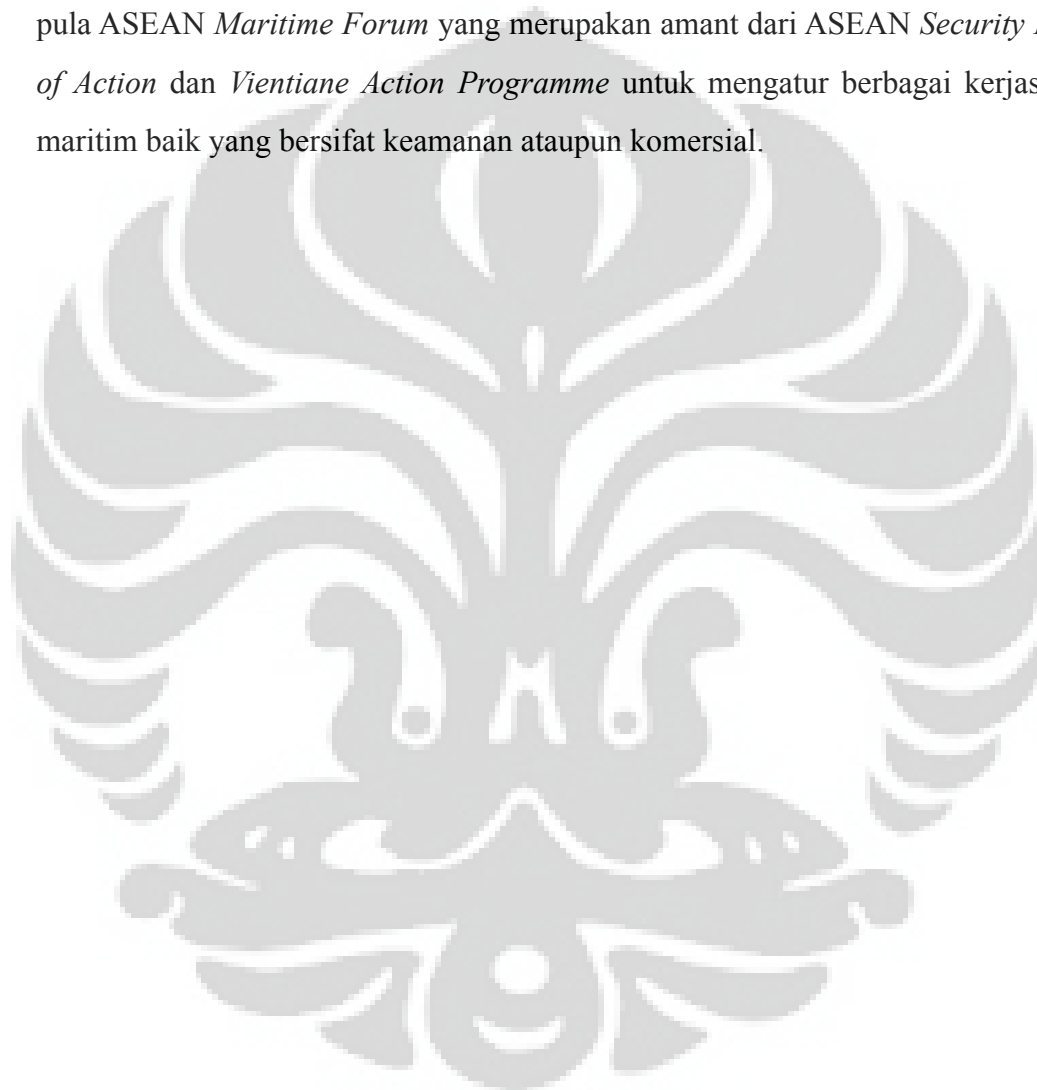 pula ASEAN Maritime Forum yang merupakan amant dari ASEAN Security
of Action dan Vientiane Action Programme untuk mengatur berbagai
maritim baik yang bersifat keamanan ataupun komersial.